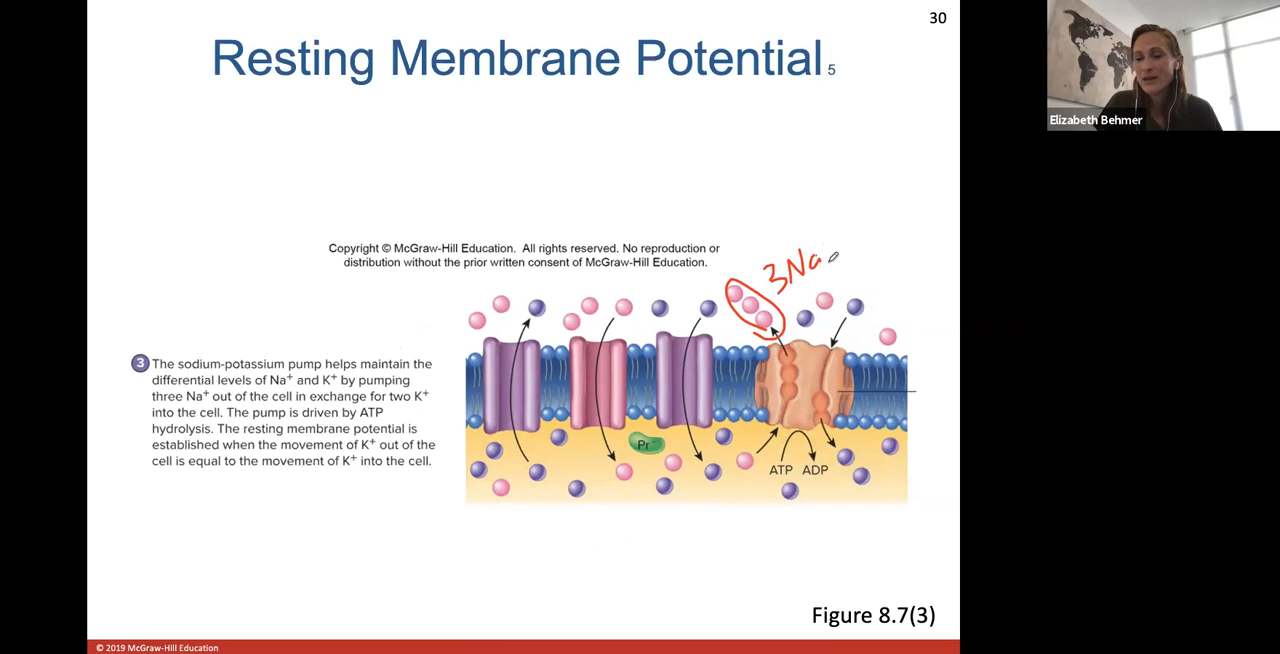 30
Resting Membrane Potential 5
Elizabeth Behmer
Copyright © McGraw-Hill Education. All rights reserved. No reproduction or
distribution without the prior written consent of McGraw-Hill Education.
3Na
3 The sodium-potassium pump helps maintain the
differential levels of Na⁺ and K⁺ by pumping
three Na⁺ out of the cell in exchange for two K⁺
into the cell. The pump is driven by ATP
hydrolysis. The resting membrane potential is
established when the movement of K⁺ out of the
cell is equal to the movement of K⁺ into the cell.
Pr⁻
ATP ADP
Figure 8.7(3)
© 2019 McGraw-Hill Education